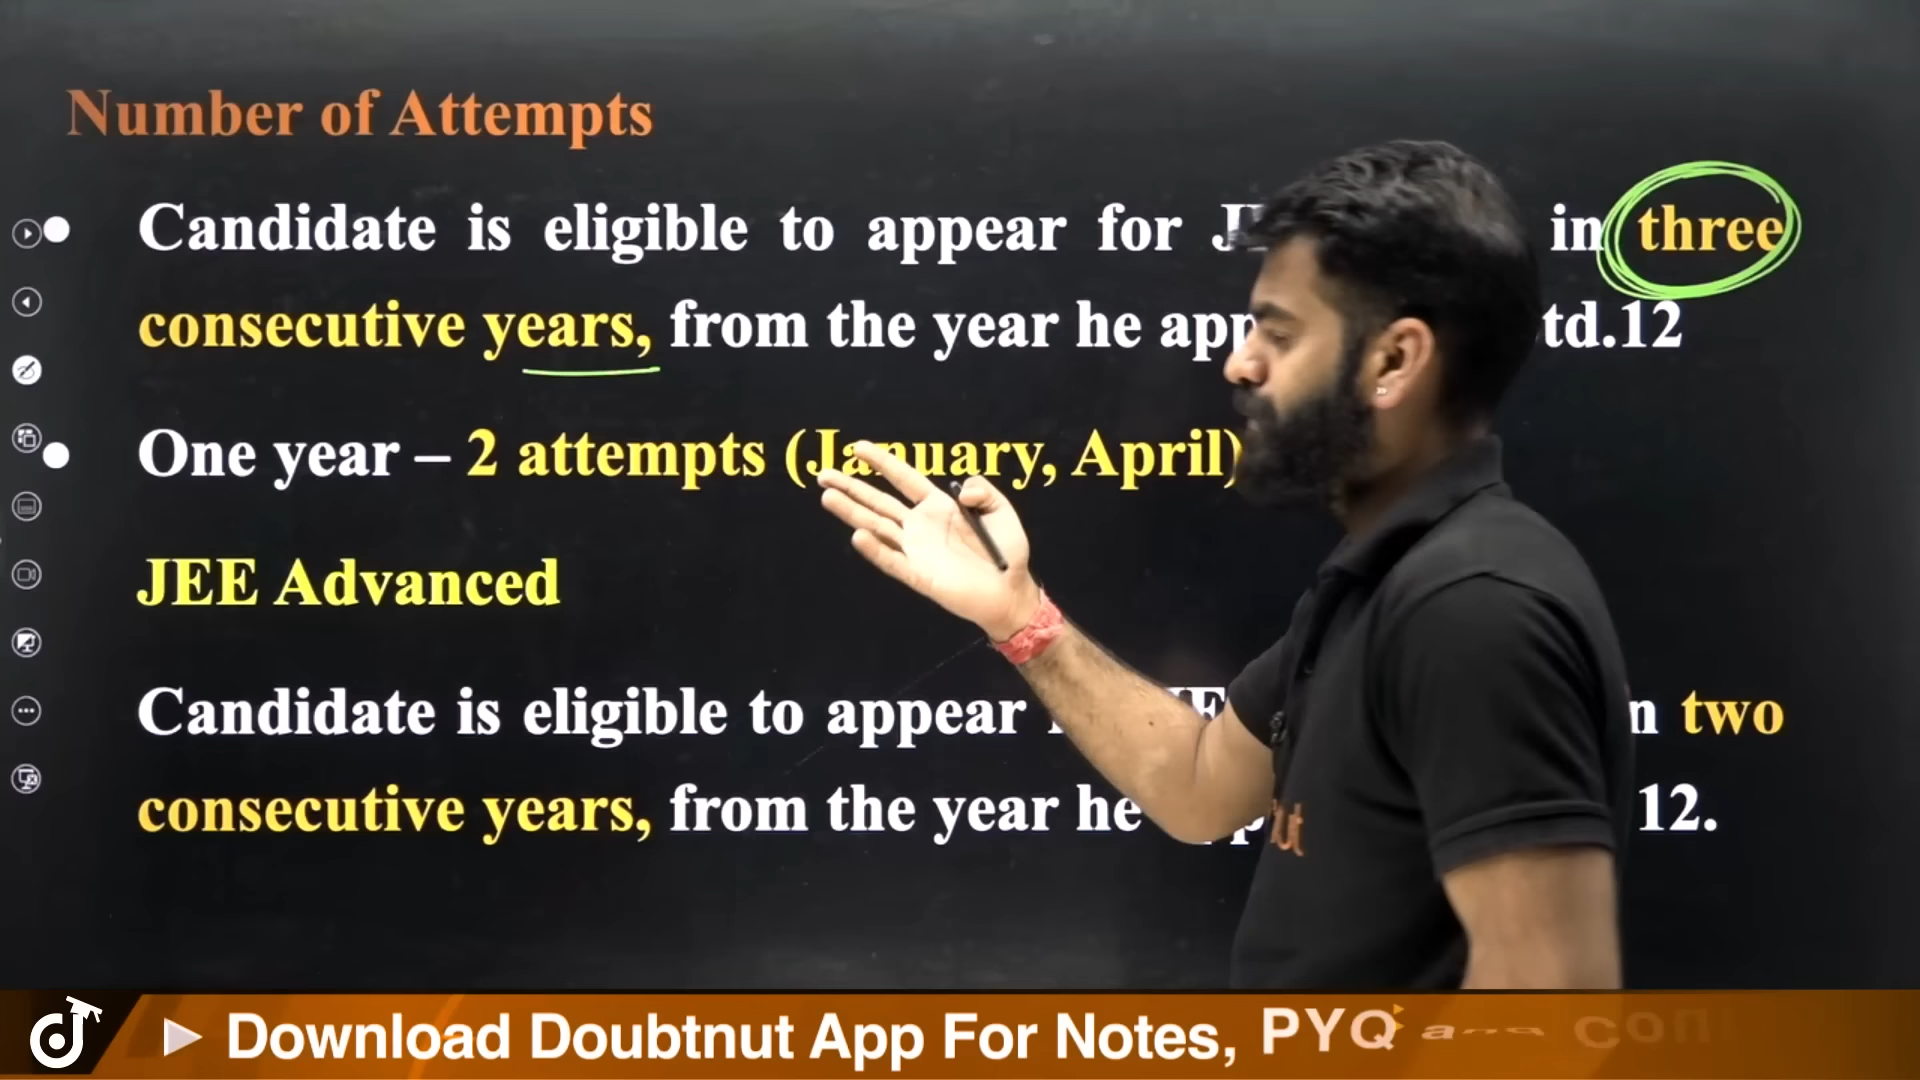 Number of Attempts
Candidate is eligible to appear for in three
consecutive years, from the year he td.12
One year – 2 attempts (January, April)
JEE Advanced
Candidate is eligible to appear two
consecutive years, from the year he 12.
Download Doubtnut App For Notes, PYQ and Con